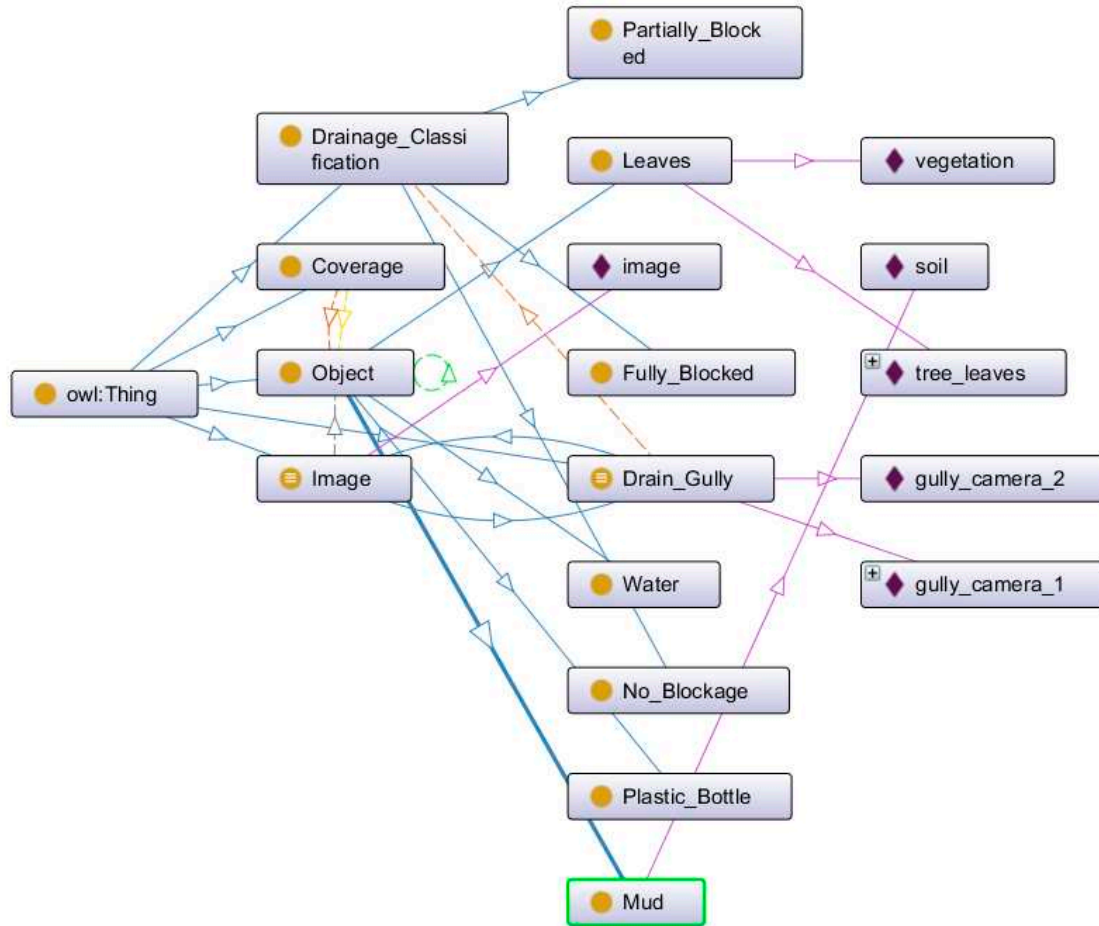 Partially_Block
ed
Drainage_Classi
fication
Leaves
vegetation
Coverage
image
soil
Object
Fully_Blocked
tree_leaves
owl:Thing
Image
Drain_Gully
gully_camera_2
Water
gully_camera_1
No_Blockage
Plastic_Bottle
Mud